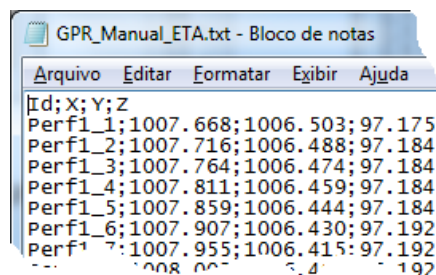 GPR_Manual_ETA.txt - Bloco de notas
Arquivo Editar Formatar Exibir Ajuda
Id;X;Y;Z
Perf1_1;1007.668;1006.503;97.175
Perf1_2;1007.716;1006.488;97.184
Perf1_3;1007.764;1006.474;97.184
Perf1_4;1007.811;1006.459;97.184
Perf1_5;1007.859;1006.444;97.184
Perf1_6;1007.907;1006.430;97.192
Perf1_7;1007.955;1006.415;97.192